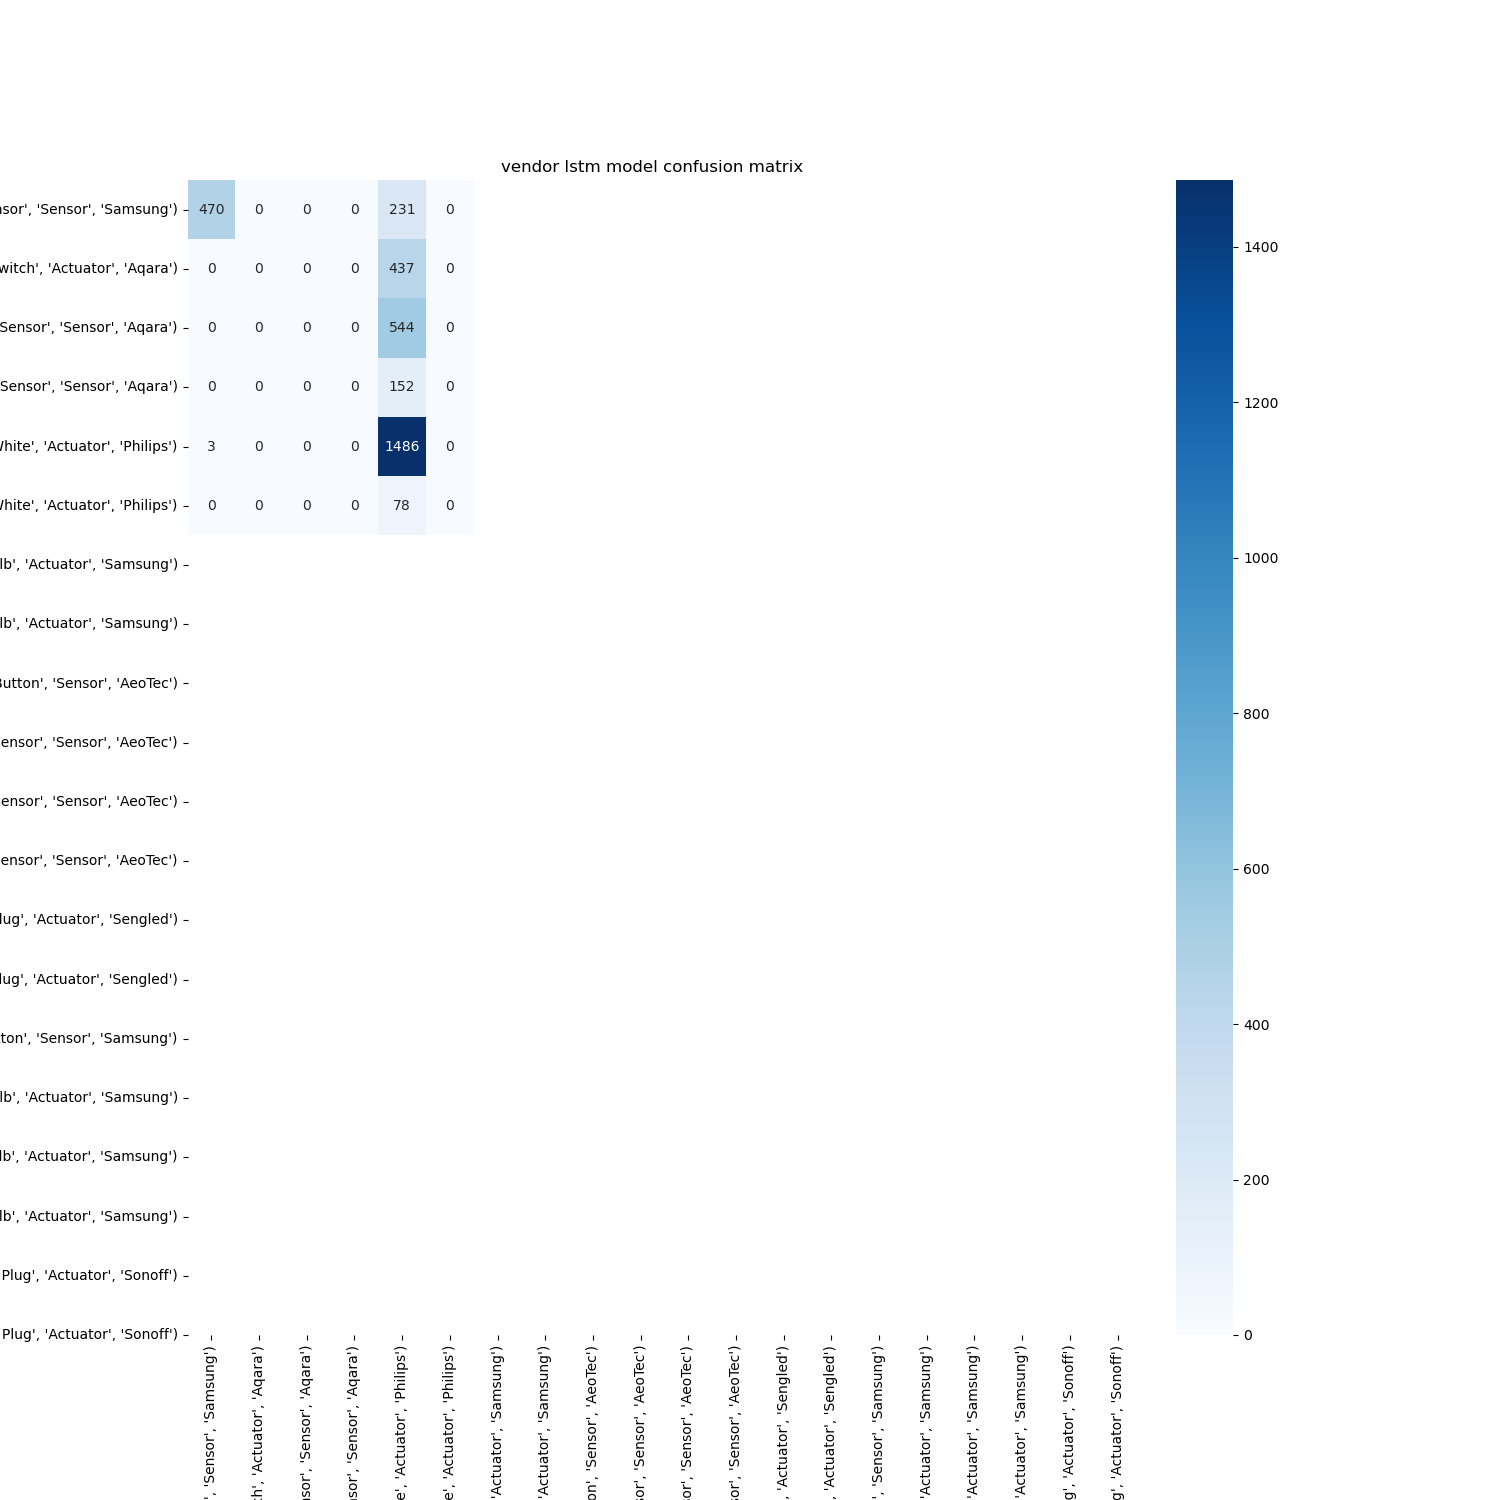 vendor lstm model confusion matrix
nsor', 'Sensor', 'Samsung') 470 0 0 0 231 0
witch', 'Actuator', 'Aqara') 0 0 0 0 437 0
Sensor', 'Sensor', 'Aqara') 0 0 0 0 544 0
Sensor', 'Sensor', 'Aqara') 0 0 0 0 152 0
White', 'Actuator', 'Philips') 3 0 0 0 1486 0
White', 'Actuator', 'Philips') 0 0 0 0 78 0
lb', 'Actuator', 'Samsung')
lb', 'Actuator', 'Samsung')
Button', 'Sensor', 'AeoTec')
ensor', 'Sensor', 'AeoTec')
Sensor', 'Sensor', 'AeoTec')
ensor', 'Sensor', 'AeoTec')
lug', 'Actuator', 'Sengled')
lug', 'Actuator', 'Sengled')
ton', 'Sensor', 'Samsung')
lb', 'Actuator', 'Samsung')
lb', 'Actuator', 'Samsung')
lb', 'Actuator', 'Samsung')
Plug', 'Actuator', 'Sonoff')
Plug', 'Actuator', 'Sonoff')
1400
1200
1000
800
600
400
200
0
', 'Sensor', 'Samsung')
ch', 'Actuator', 'Aqara')
nsor', 'Sensor', 'Aqara')
nsor', 'Sensor', 'Aqara')
e', 'Actuator', 'Philips')
e', 'Actuator', 'Philips')
'Actuator', 'Samsung')
'Actuator', 'Samsung')
on', 'Sensor', 'AeoTec')
sor', 'Sensor', 'AeoTec')
sor', 'Sensor', 'AeoTec')
sor', 'Sensor', 'AeoTec')
, 'Actuator', 'Sengled')
, 'Actuator', 'Sengled')
', 'Sensor', 'Samsung')
'Actuator', 'Samsung')
'Actuator', 'Samsung')
'Actuator', 'Samsung')
g', 'Actuator', 'Sonoff')
g', 'Actuator', 'Sonoff')